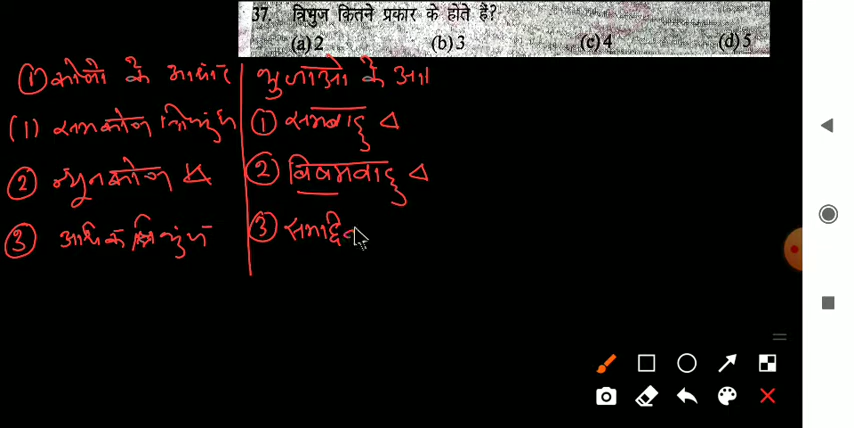 37. त्रिभुज कितने प्रकार के होते हैं?
(a) 2 (b) 3 (c) 4 (d) 5
① कोणों के आधार
(1) समकोण त्रिभुज
② न्यूनकोण △
③ अधिक त्रिभुज
भुजाओं के आ
① समबाहु △
② विषमबाहु △
③ समद्वि